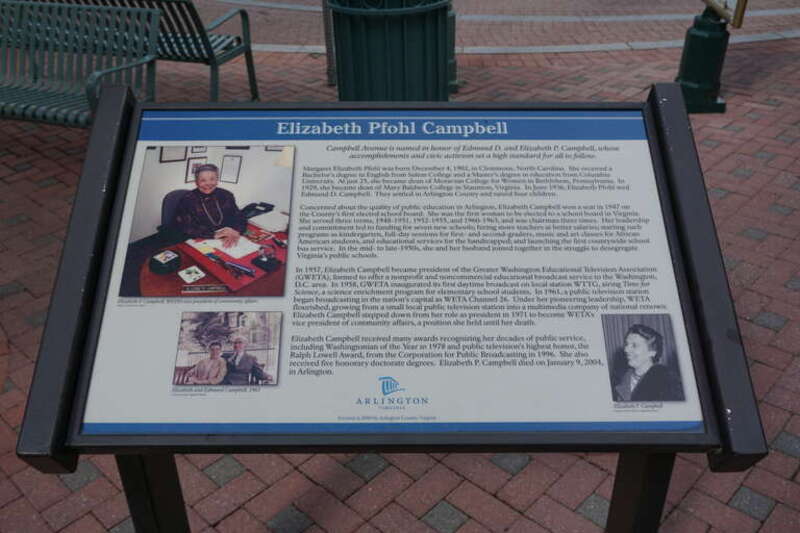 Elizabeth Pfohl Campbell
Campbell Avenue is named in honor of Edmund D. and Elizabeth P. Campbell, whose
accomplishments and civic activism set a high standard for all to follow.
Margaret Elizabeth Pfohl was born December 4, 1902, in Clemmons, North Carolina. She received a
Bachelor's degree in English from Salem College and a Master's degree in education from Columbia
University. At just 25, she became dean of Moravian College for Women in Bethlehem, Pennsylvania. In
1929, she became dean of Mary Baldwin College in Staunton, Virginia. In June 1936, Elizabeth Pfohl wed
Edmund D. Campbell. They settled in Arlington County and raised four children.
Concerned about the quality of public education in Arlington, Elizabeth Campbell won a seat in 1947 on
the County's first elected school board. She was the first woman to be elected to a school board in Virginia.
She served three terms, 1948-1951, 1952-1955, and 1960-1963, and was chairman three times. Her leadership
and commitment led to funding for seven new schools; hiring more teachers at better salaries; starting such
programs as kindergarten, full-day sessions for first- and second-graders, music and art classes for African
American students, and educational services for the handicapped; and launching the first countywide school
bus service. In the mid- to late-1950s, she and her husband joined together in the struggle to desegregate
Virginia's public schools.
In 1957, Elizabeth Campbell became president of the Greater Washington Educational Television Association
(GWETA), formed to offer a nonprofit and noncommercial educational broadcast service to the Washington,
D.C. area. In 1958, GWETA inaugurated its first daytime broadcast on local station WTTG, airing Time for
Science, a science enrichment program for elementary school students. In 1961, a public television station
began broadcasting in the nation's capital as WETA Channel 26. Under her pioneering leadership, WETA
flourished, growing from a small local public television station into a multimedia company of national renown.
Elizabeth Campbell stepped down from her role as president in 1971 to become WETA's
vice president of community affairs, a position she held until her death.
Elizabeth Campbell received many awards recognizing her decades of public service,
including Washingtonian of the Year in 1978 and public television's highest honor, the
Ralph Lowell Award, from the Corporation for Public Broadcasting in 1996. She also
received five honorary doctorate degrees. Elizabeth P. Campbell died on January 9, 2004,
in Arlington.
Elizabeth P. Campbell, WETA's vice president of community affairs
Elizabeth and Edmund Campbell, 1961
Elizabeth P. Campbell
ARLINGTON
VIRGINIA
by Arlington County, Virginia